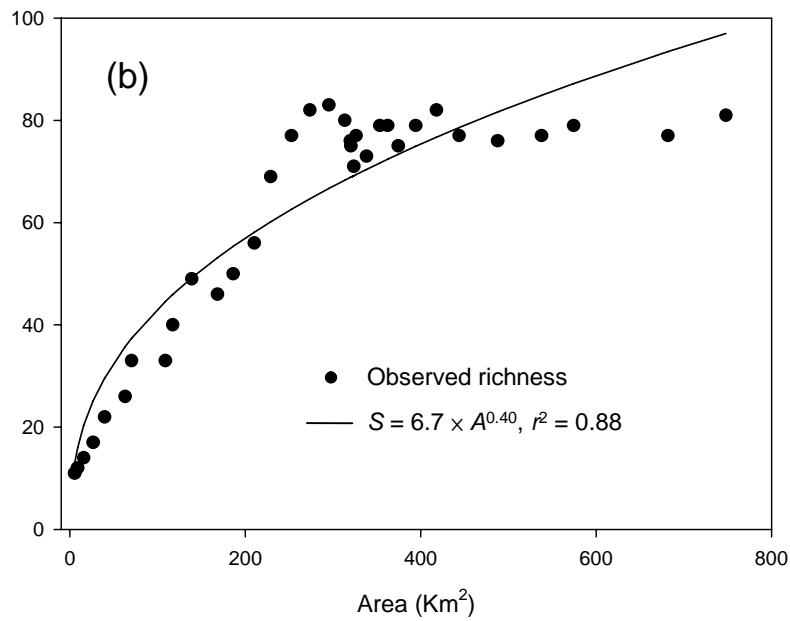 100
(b)
80
60
40
Observed richness
S = 6.7 × A^0.40, r² = 0.88
20
0
0 200 400 600 800
Area (Km²)